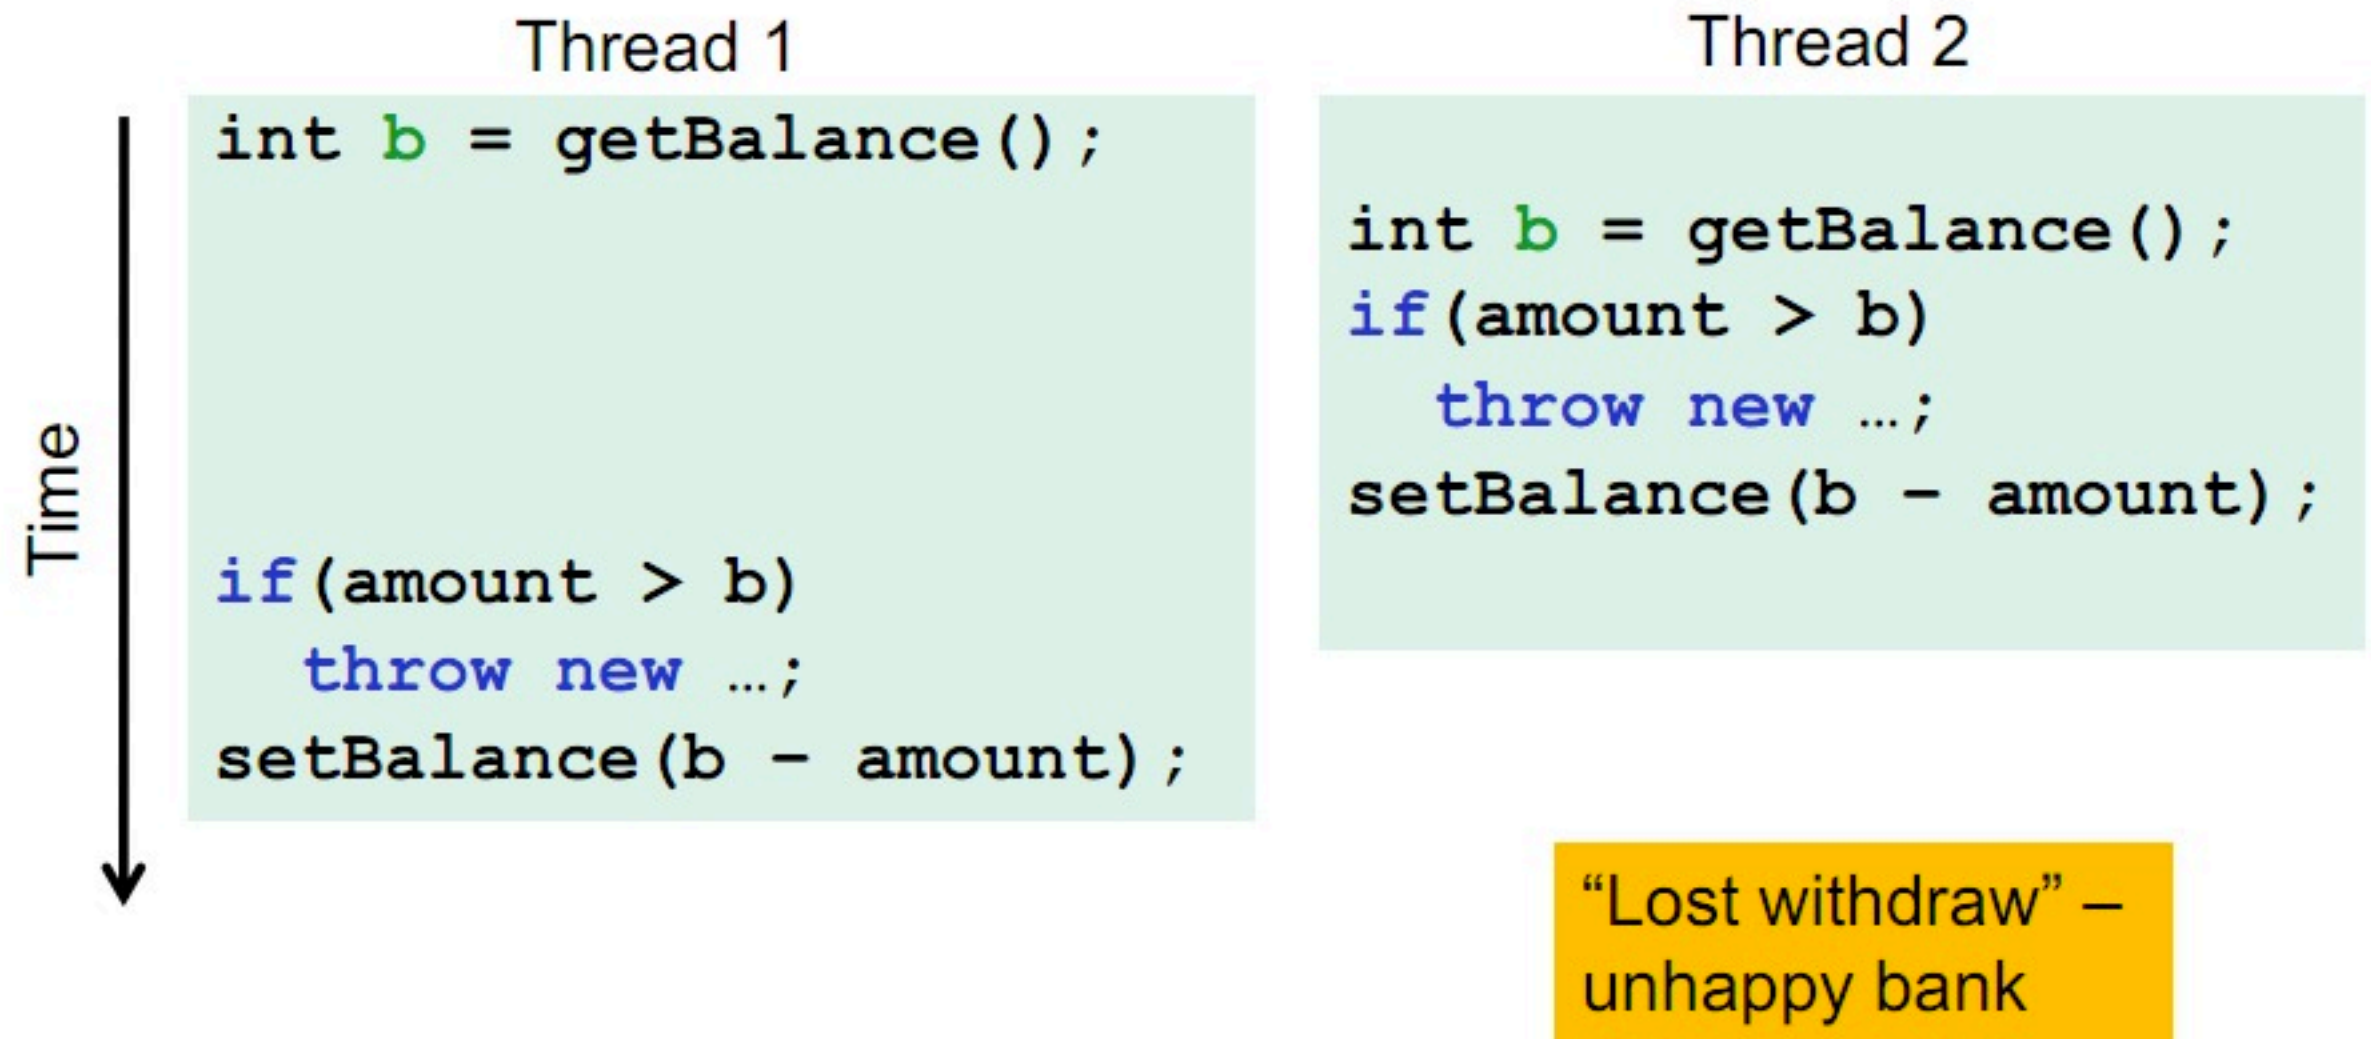 Thread 1
int b = getBalance();
if(amount > b)
throw new …;
setBalance(b – amount);
Thread 2
int b = getBalance();
if(amount > b)
throw new …;
setBalance(b – amount);
Time
“Lost withdraw” –
unhappy bank